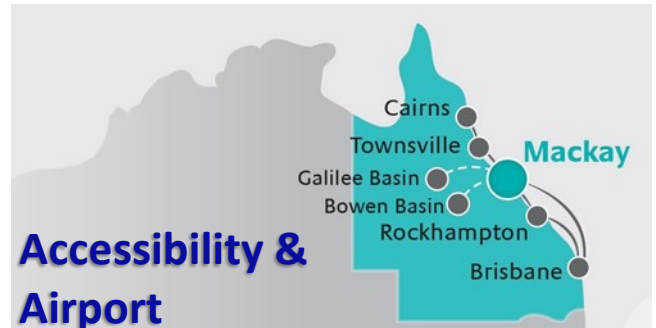 Cairns
Townsville
Mackay
Galilee Basin
Bowen Basin
Rockhampton
Brisbane
Accessibility &
Airport